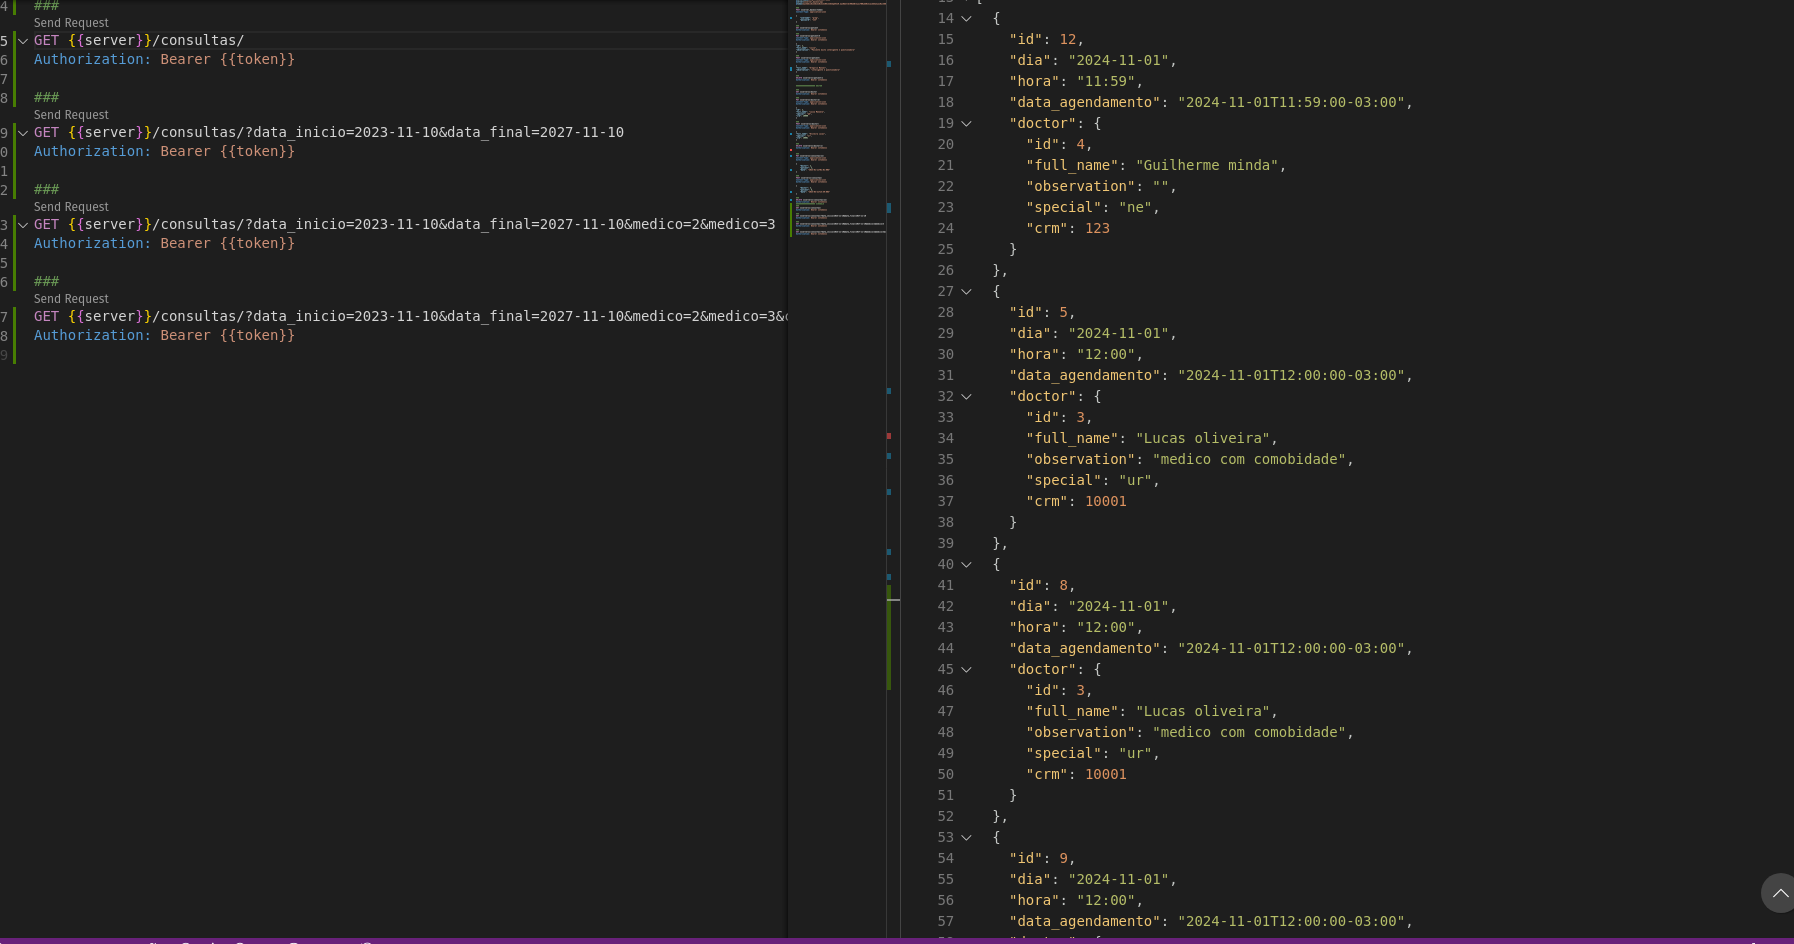 4 ###
Send Request
5 GET {{server}}/consultas/
6 Authorization: Bearer {{token}}
7
8 ###
Send Request
9 GET {{server}}/consultas/?data_inicio=2023-11-10&data_final=2027-11-10
0 Authorization: Bearer {{token}}
1
2 ###
Send Request
3 GET {{server}}/consultas/?data_inicio=2023-11-10&data_final=2027-11-10&medico=2&medico=3
4 Authorization: Bearer {{token}}
5
6 ###
Send Request
7 GET {{server}}/consultas/?data_inicio=2023-11-10&data_final=2027-11-10&medico=2&medico=3&
8 Authorization: Bearer {{token}}
9
14 {
15 "id": 12,
16 "dia": "2024-11-01",
17 "hora": "11:59",
18 "data_agendamento": "2024-11-01T11:59:00-03:00",
19 "doctor": {
20 "id": 4,
21 "full_name": "Guilherme minda",
22 "observation": "",
23 "special": "ne",
24 "crm": 123
25 }
26 },
27 {
28 "id": 5,
29 "dia": "2024-11-01",
30 "hora": "12:00",
31 "data_agendamento": "2024-11-01T12:00:00-03:00",
32 "doctor": {
33 "id": 3,
34 "full_name": "Lucas oliveira",
35 "observation": "medico com comobidade",
36 "special": "ur",
37 "crm": 10001
38 }
39 },
40 {
41 "id": 8,
42 "dia": "2024-11-01",
43 "hora": "12:00",
44 "data_agendamento": "2024-11-01T12:00:00-03:00",
45 "doctor": {
46 "id": 3,
47 "full_name": "Lucas oliveira",
48 "observation": "medico com comobidade",
49 "special": "ur",
50 "crm": 10001
51 }
52 },
53 {
54 "id": 9,
55 "dia": "2024-11-01",
56 "hora": "12:00",
57 "data_agendamento": "2024-11-01T12:00:00-03:00",